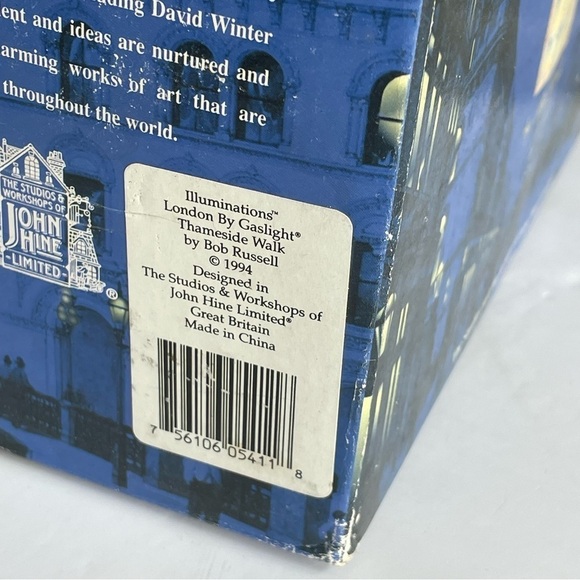 David Winter
and ideas are nurtured and
works of art that are
throughout the world.
THE STUDIOS &
WORKSHOPS OF
JOHN
HINE
LIMITED
®
Illuminations™
London By Gaslight®
Thameside Walk
by Bob Russell
© 1994
Designed in
The Studios & Workshops of
John Hine Limited®
Great Britain
Made in China
7 56106 05411 8